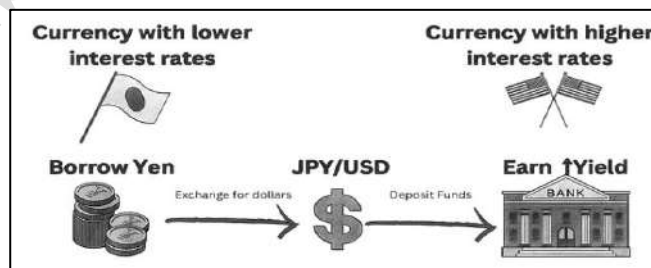 Currency with lower
interest rates
Currency with higher
interest rates
Borrow Yen
JPY/USD
Earn ↑Yield
Exchange for dollars
Deposit Funds
BANK